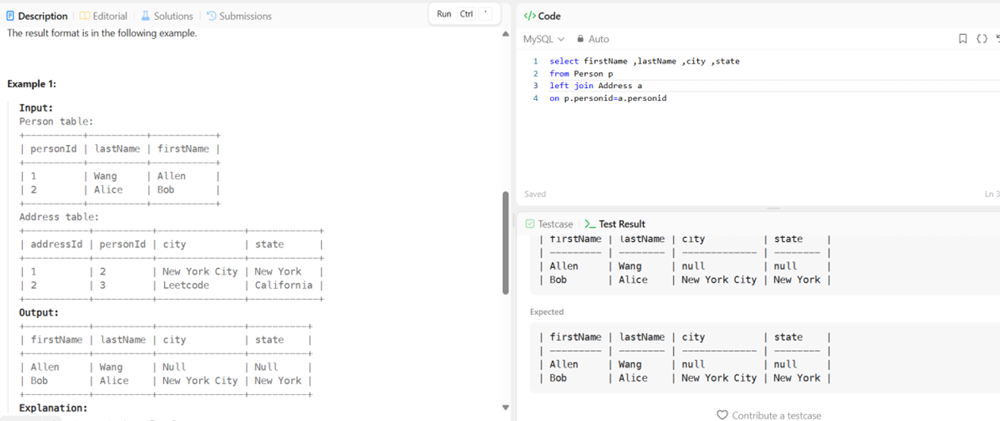 Description | Editorial | Solutions | Submissions
Run Ctrl '
The result format is in the following example.
Example 1:
Input:
Person table:
+----------+----------+-----------+
| personId | lastName | firstName |
+----------+----------+-----------+
| 1 | Wang | Allen |
| 2 | Alice | Bob |
+----------+----------+-----------+
Address table:
+-----------+----------+---------------+------------+
| addressId | personId | city | state |
+-----------+----------+---------------+------------+
| 1 | 2 | New York City | New York |
| 2 | 3 | Leetcode | California |
+-----------+----------+---------------+------------+
Output:
+-----------+----------+---------------+----------+
| firstName | lastName | city | state |
+-----------+----------+---------------+----------+
| Allen | Wang | Null | Null |
| Bob | Alice | New York City | New York |
+-----------+----------+---------------+----------+
Explanation:
</> Code
MySQL Auto
1 select firstName ,lastName ,city ,state
2 from Person p
3 left join Address a
4 on p.personid=a.personid
Saved
Ln 3
Testcase | >_ Test Result
| firstName | lastName | city | state |
| --------- | -------- | ------------- | -------- |
| Allen | Wang | null | null |
| Bob | Alice | New York City | New York |
Expected
| firstName | lastName | city | state |
| --------- | -------- | ------------- | -------- |
| Allen | Wang | null | null |
| Bob | Alice | New York City | New York |
Contribute a testcase